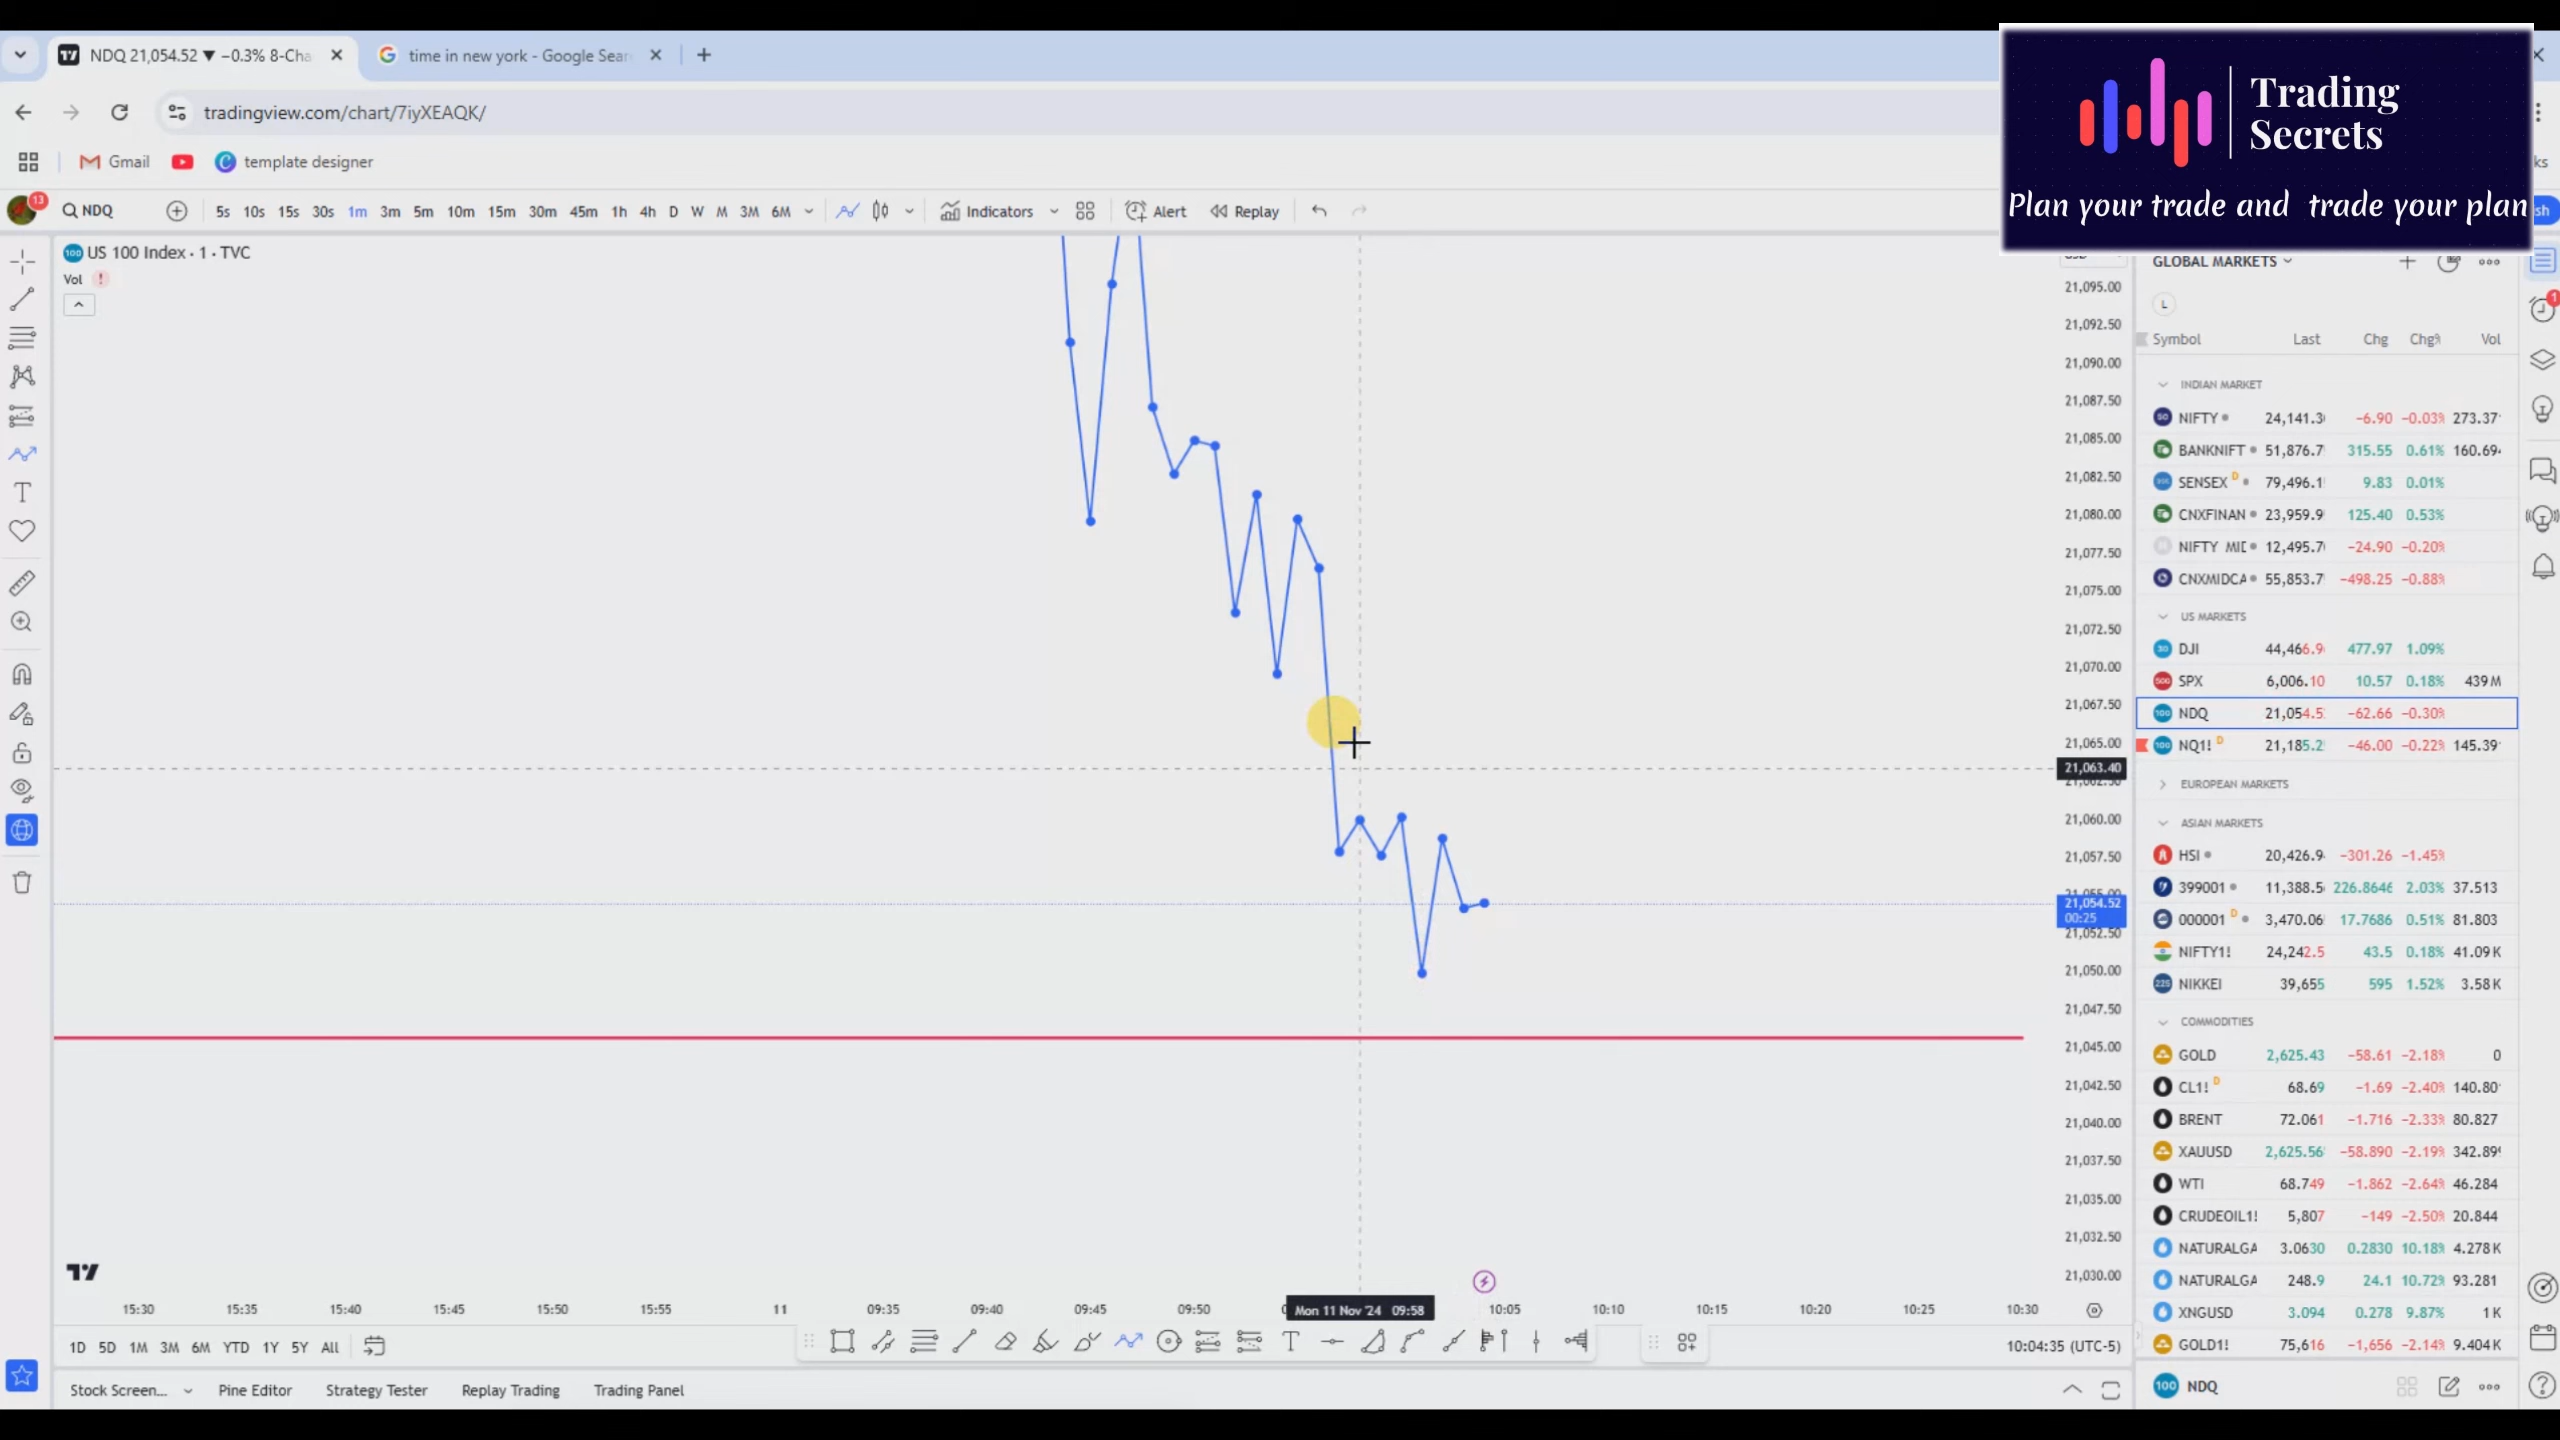 NDQ 21,054.52 ▼ −0.3% 8-Cha
time in new york - Google Sear
tradingview.com/chart/7iyXEAQK/
Gmail
template designer
Trading
Secrets
Plan your trade and trade your plan
13
NDQ
5s 10s 15s 30s 1m 3m 5m 10m 15m 30m 45m 1h 4h D W M 3M 6M
Indicators
Alert
Replay
US 100 Index · 1 · TVC
Vol
21,095.00
21,092.50
21,090.00
21,087.50
21,085.00
21,082.50
21,080.00
21,077.50
21,075.00
21,072.50
21,070.00
21,067.50
21,065.00
21,063.40
21,060.00
21,057.50
21,054.52
00:25
21,052.50
21,050.00
21,047.50
21,045.00
21,042.50
21,040.00
21,037.50
21,035.00
21,032.50
21,030.00
GLOBAL MARKETS
L
Symbol Last Chg Chg% Vol
INDIAN MARKET
NIFTY 24,141.3 −6.90 −0.03% 273.37
BANKNIFT 51,876.7 315.55 0.61% 160.69
SENSEX D 79,496.1 9.83 0.01%
CNXFINAN 23,959.9 125.40 0.53%
NIFTY MID 12,495.7 −24.90 −0.20%
CNXMIDCA 55,853.7 −498.25 −0.88%
US MARKETS
DJI 44,466.9 477.97 1.09%
SPX 6,006.10 10.57 0.18% 439 M
NDQ 21,054.5 −62.66 −0.30%
NQ1! D 21,185.2 −46.00 −0.22% 145.39
EUROPEAN MARKETS
ASIAN MARKETS
HSI 20,426.9 −301.26 −1.45%
399001 11,388.5 226.8646 2.03% 37.513
000001 D 3,470.06 17.7686 0.51% 81.803
NIFTY1! 24,242.5 43.5 0.18% 41.09 K
NIKKEI 39,655 595 1.52% 3.58 K
COMMODITIES
GOLD 2,625.43 −58.61 −2.18% 0
CL1! D 68.69 −1.69 −2.40% 140.80
BRENT 72.061 −1.716 −2.33% 80.827
XAUUSD 2,625.56 −58.890 −2.19% 342.89
WTI 68.749 −1.862 −2.64% 46.284
CRUDEOIL1! 5,807 −149 −2.50% 20.844
NATURALGA 3.0630 0.2830 10.18% 4.278 K
NATURALGA 248.9 24.1 10.72% 93.281
XNGUSD 3.094 0.278 9.87% 1 K
GOLD1! 75,616 −1,656 −2.14% 9.404 K
15:30 15:35 15:40 15:45 15:50 15:55 11 09:35 09:40 09:45 09:50 Mon 11 Nov '24 09:58 10:05 10:10 10:15 10:20 10:25 10:30
1D 5D 1M 3M 6M YTD 1Y 5Y All
10:04:35 (UTC-5)
Stock Screen... Pine Editor Strategy Tester Replay Trading Trading Panel
NDQ